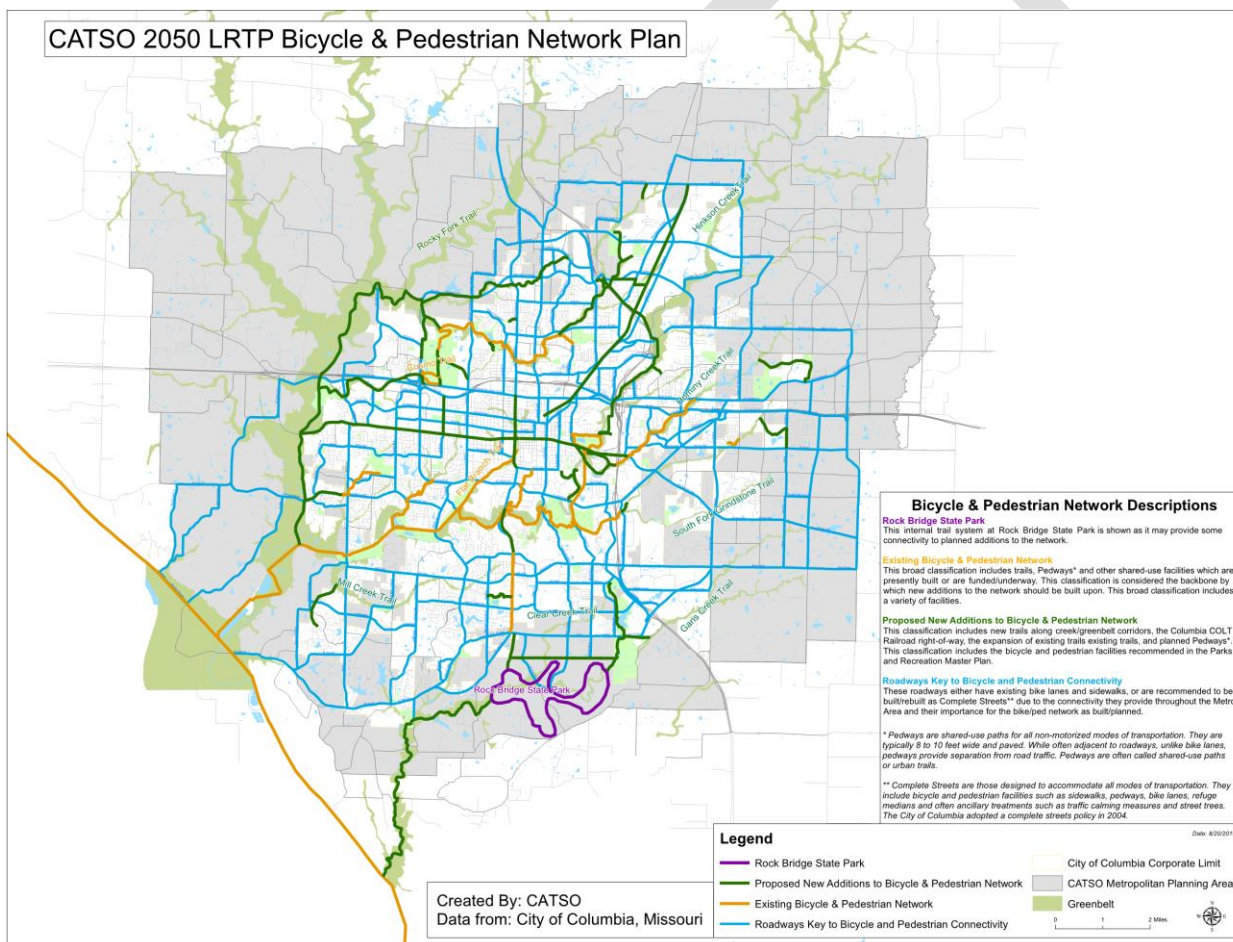 CATSO 2050 LRTP Bicycle & Pedestrian Network Plan
Rocky Fork Trail
Hinkson CreekTrail
Hominy CreekTrail
Flat Branch Trail
South Fork Grindstone Trail
Mill Creek Trail
Clear Creek Trail
Gans Creek Trail
Rock Bridge State Park
Bicycle & Pedestrian Network Descriptions
Rock Bridge State Park
This internal trail system at Rock Bridge State Park is shown as it may provide some
connectivity to planned additions to the network.
Existing Bicycle & Pedestrian Network
This broad classification includes trails, Pedways* and other shared-use facilities which are
presently built or are funded/underway. This classification is considered the backbone by
which new additions to the network should be built upon. This broad classification includes
a variety of facilities.
Proposed New Additions to Bicycle & Pedestrian Network
This classification includes new trails along creek/greenbelt corridors, the Columbia COLT
Railroad right-of-way, the expansion of existing trails existing trails, and planned Pedways*.
This classification includes the bicycle and pedestrian facilities recommended in the Parks
and Recreation Master Plan.
Roadways Key to Bicycle and Pedestrian Connectivity
These roadways either have existing bike lanes and sidewalks, or are recommended to be
built/rebuilt as Complete Streets** due to the connectivity they provide throughout the Metro
Area and their importance for the bike/ped network as built/planned.
* Pedways are shared-use paths for all non-motorized modes of transportation. They are
typically 8 to 10 feet wide and paved. While often adjacent to roadways, unlike bike lanes,
pedways provide separation from road traffic. Pedways are often called shared-use paths
or urban trails.
** Complete Streets are those designed to accommodate all modes of transportation. They
include bicycle and pedestrian facilities such as sidewalks, pedways, bike lanes, refuge
medians and often ancillary treatments such as traffic calming measures and street trees.
The City of Columbia adopted a complete streets policy in 2004.
Legend
Date: 8/20/201
Rock Bridge State Park
Proposed New Additions to Bicycle & Pedestrian Network
Existing Bicycle & Pedestrian Network
Roadways Key to Bicycle and Pedestrian Connectivity
City of Columbia Corporate Limit
CATSO Metropolitan Planning Area
Greenbelt
0 1 2 Miles
N
W E
S
Created By: CATSO
Data from: City of Columbia, Missouri